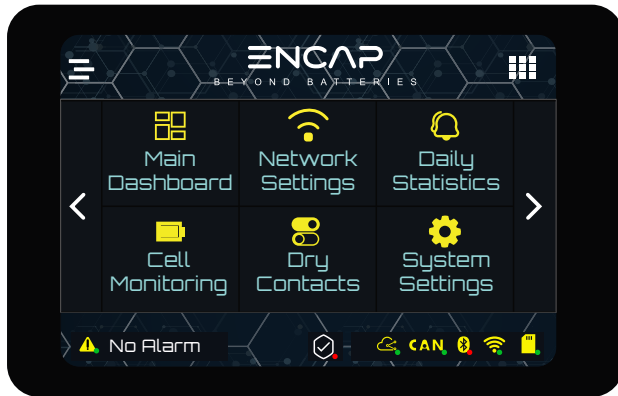 ENCAP
BEYOND BATTERIES
Main
Dashboard
Network
Settings
Daily
Statistics
Cell
Monitoring
Dry
Contacts
System
Settings
No Alarm
CAN